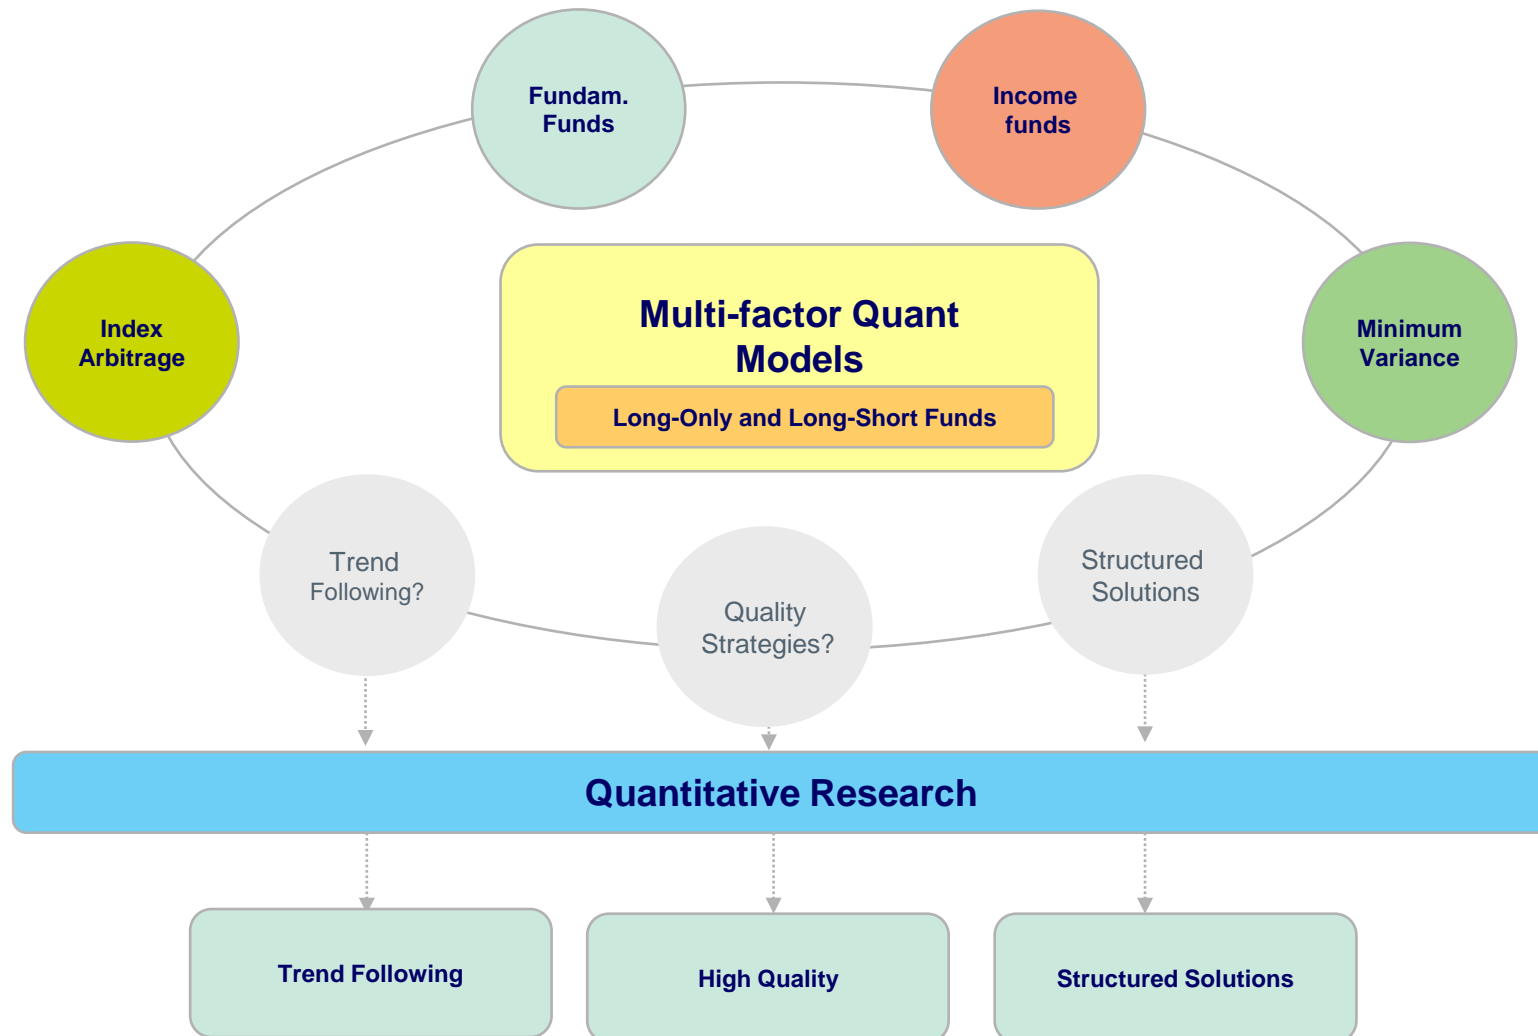 Fundam.
Funds
Income
funds
Index
Arbitrage
Multi-factor Quant
Models
Long-Only and Long-Short Funds
Minimum
Variance
Trend
Following?
Quality
Strategies?
Structured
Solutions
Quantitative Research
Trend Following
High Quality
Structured Solutions